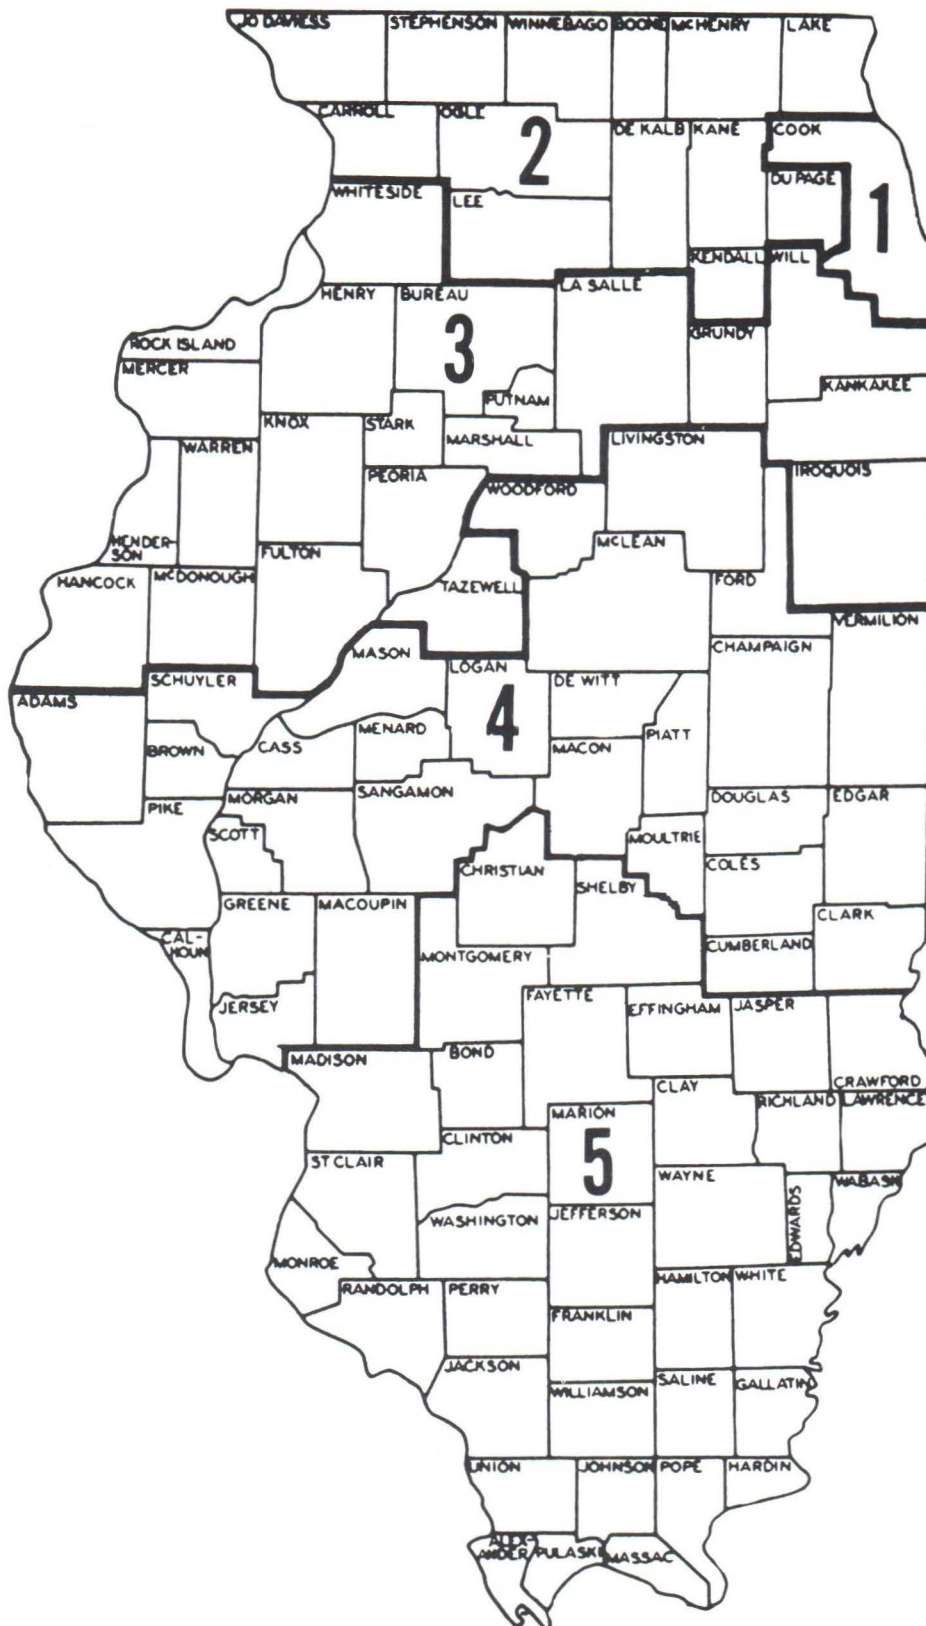 JO DAVIESS
STEPHENSON
WINNEBAGO
BOONE
McHENRY
LAKE
CARROLL
OGLE
2
DE KALB
KANE
COOK
1
WHITESIDE
LEE
DU PAGE
KENDALL
WILL
HENRY
BUREAU
LA SALLE
3
ROCK ISLAND
MERCER
GRUNDY
PUTNAM
KANKAKEE
KNOX
STARK
MARSHALL
LIVINGSTON
WARREN
PEORIA
WOODFORD
IROQUOIS
HENDER-
SON
FULTON
McLEAN
HANCOCK
McDONOUGH
TAZEWELL
FORD
VERMILION
MASON
CHAMPAIGN
LOGAN
SCHUYLER
DE WITT
ADAMS
4
MENARD
PIATT
BROWN
CASS
MACON
PIKE
MORGAN
SANGAMON
DOUGLAS
EDGAR
SCOTT
MOULTRIE
CHRISTIAN
COLES
SHELBY
GREENE
MACOUPIN
CLARK
CAL-
HOUN
MONTGOMERY
CUMBERLAND
JERSEY
FAYETTE
EFFINGHAM
JASPER
MADISON
BOND
CLAY
CRAWFORD
RICHLAND
LAWRENCE
MARION
CLINTON
5
ST CLAIR
WAYNE
WABASH
EDWARDS
WASHINGTON
JEFFERSON
MONROE
RANDOLPH
PERRY
HAMILTON
WHITE
FRANKLIN
JACKSON
WILLIAMSON
SALINE
GALLATIN
UNION
JOHNSON
POPE
HARDIN
ALEX-
ANDER
PULASKI
MASSAC